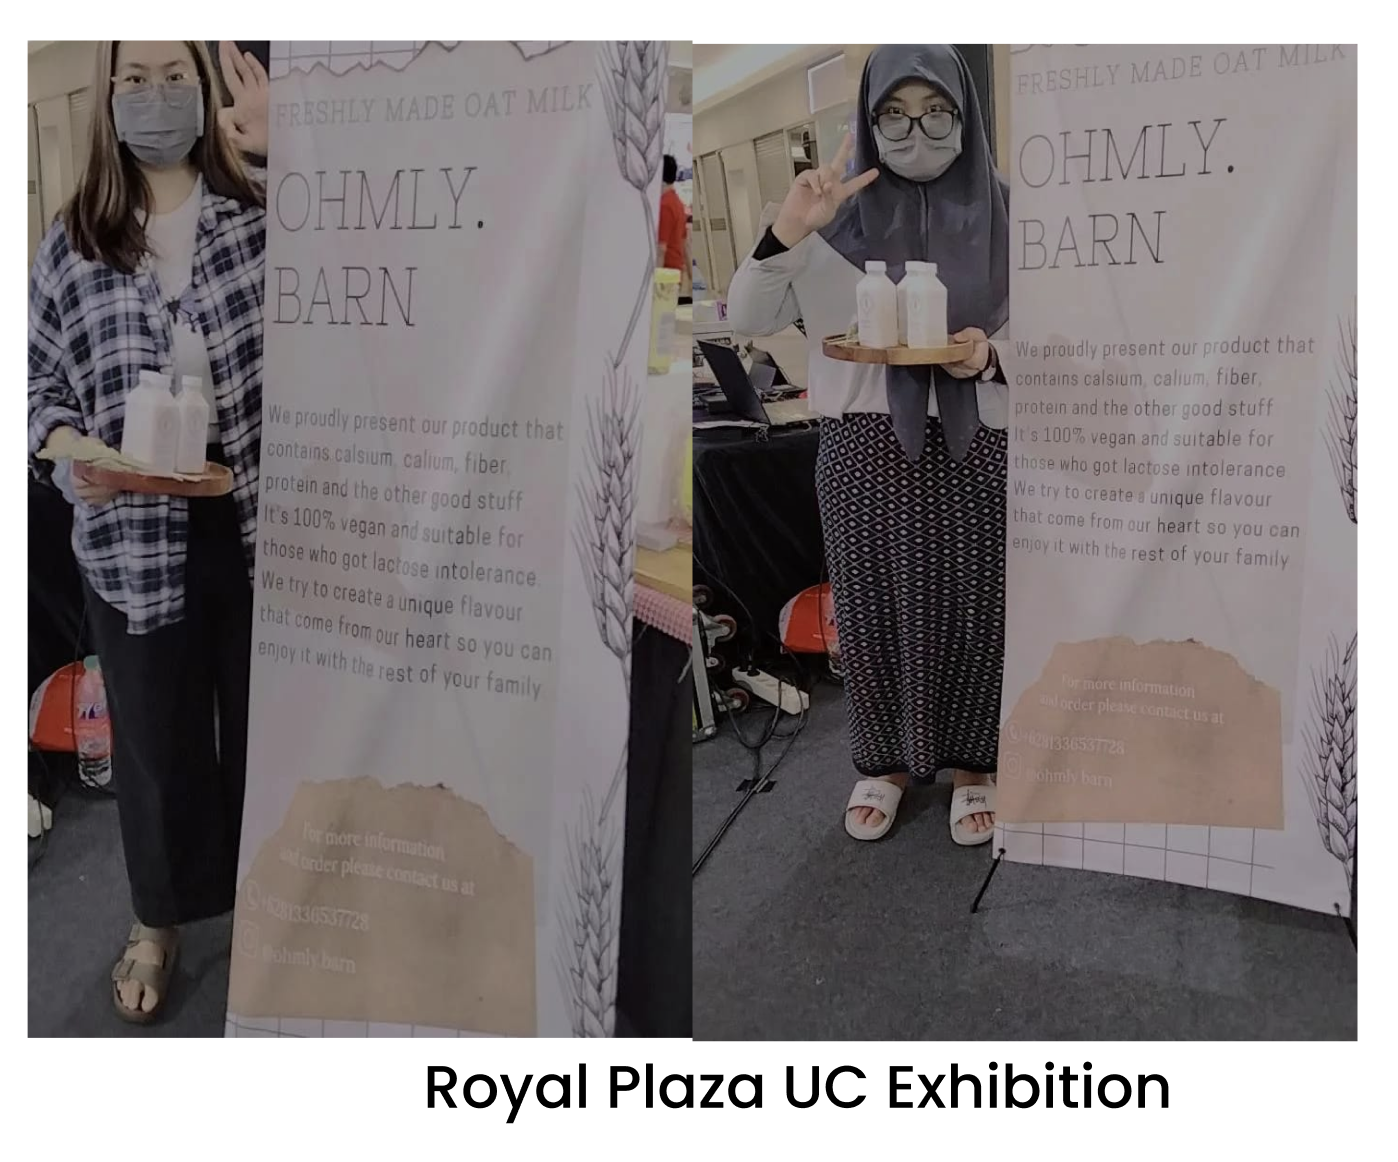 FRESHLY MADE OAT MILK
OHMLY.
BARN
We proudly present our product that
contains calsium, calium, fiber,
protein and the other good stuff
It's 100% vegan and suitable for
those who got lactose intolerance
We try to create a unique flavour
that come from our heart so you can
enjoy it with the rest of your family
For more information
and order please contact us at
+6281336537728
@ohmly.barn
FRESHLY MADE OAT MILK
OHMLY.
BARN
We proudly present our product that
contains calsium, calium, fiber,
protein and the other good stuff
It's 100% vegan and suitable for
those who got lactose intolerance
We try to create a unique flavour
that come from our heart so you can
enjoy it with the rest of your family
For more information
and order please contact us at
+6281336537728
@ohmly.barn
Royal Plaza UC Exhibition